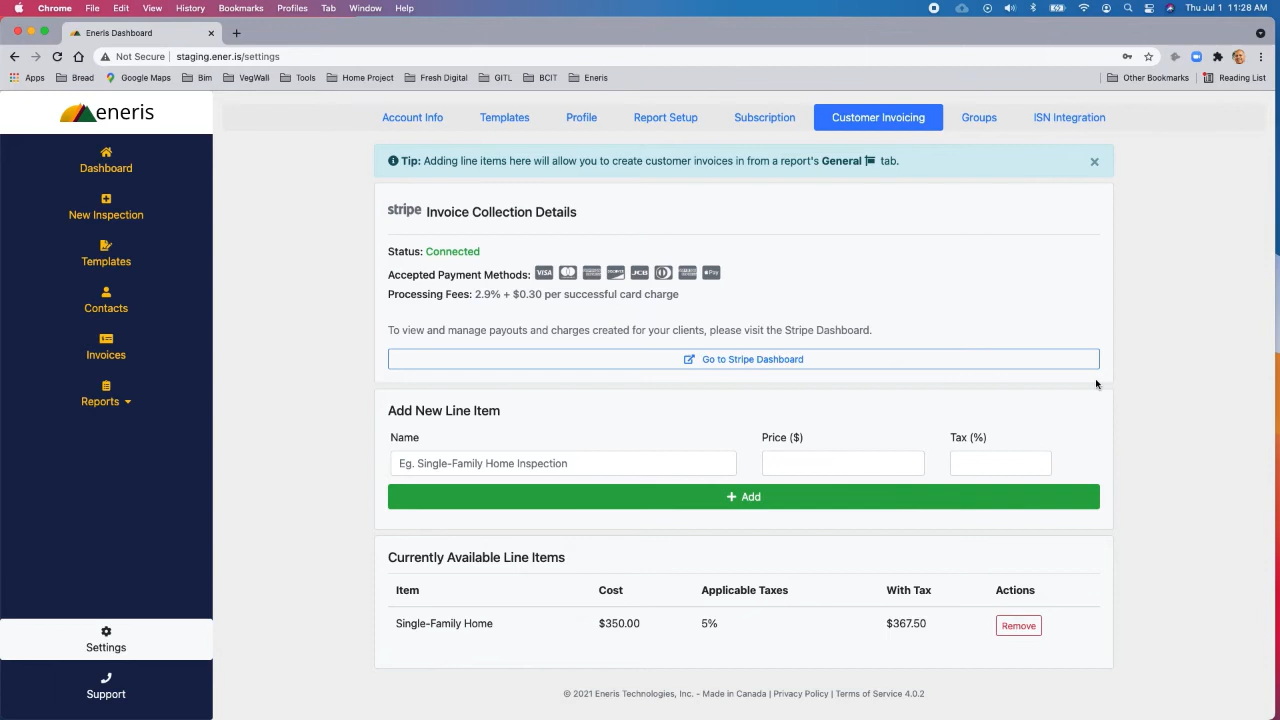 Chrome File Edit View History Bookmarks Profiles Tab Window Help Thu Jul 1 11:28 AM
Eneris Dashboard
Not Secure staging.ener.is/settings
Apps Bread Google Maps Bim VegWall Tools Home Project Fresh Digital GITL BCIT Eneris Other Bookmarks Reading List
eneris
Dashboard
New Inspection
Templates
Contacts
Invoices
Reports
Settings
Support
Account Info Templates Profile Report Setup Subscription Customer Invoicing Groups ISN Integration
Tip: Adding line items here will allow you to create customer invoices in from a report's General tab.
stripe Invoice Collection Details
Status: Connected
Accepted Payment Methods: VISA
Processing Fees: 2.9% + $0.30 per successful card charge
To view and manage payouts and charges created for your clients, please visit the Stripe Dashboard.
Go to Stripe Dashboard
Add New Line Item
Name Price ($) Tax (%)
Eg. Single-Family Home Inspection
Add
Currently Available Line Items
Item Cost Applicable Taxes With Tax Actions
Single-Family Home $350.00 5% $367.50 Remove
© 2021 Eneris Technologies, Inc. - Made in Canada | Privacy Policy | Terms of Service 4.0.2